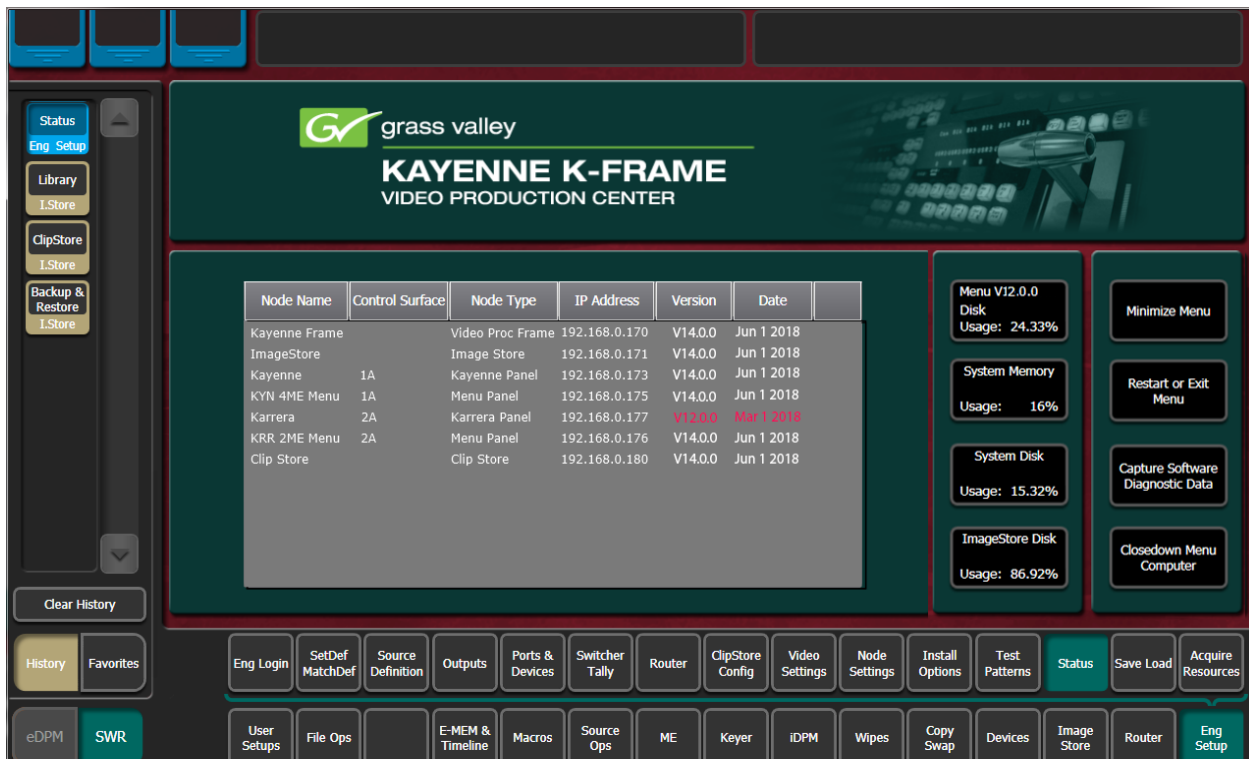 Status
Eng Setup
Library
I.Store
ClipStore
I.Store
Backup &
Restore
I.Store
Clear History
History
Favorites
eDPM
SWR
GV
grass valley
KAYENNE K-FRAME
VIDEO PRODUCTION CENTER
Node Name Control Surface Node Type IP Address Version Date
Kayenne Frame Video Proc Frame 192.168.0.170 V14.0.0 Jun 1 2018
ImageStore Image Store 192.168.0.171 V14.0.0 Jun 1 2018
Kayenne 1A Kayenne Panel 192.168.0.173 V14.0.0 Jun 1 2018
KYN 4ME Menu 1A Menu Panel 192.168.0.175 V14.0.0 Jun 1 2018
Karrera 2A Karrera Panel 192.168.0.177 V12.0.0 Mar 1 2018
KRR 2ME Menu 2A Menu Panel 192.168.0.176 V14.0.0 Jun 1 2018
Clip Store Clip Store 192.168.0.180 V14.0.0 Jun 1 2018
Menu V12.0.0
Disk
Usage: 24.33%
System Memory
Usage: 16%
System Disk
Usage: 15.32%
ImageStore Disk
Usage: 86.92%
Minimize Menu
Restart or Exit
Menu
Capture Software
Diagnostic Data
Closedown Menu
Computer
Eng Login
SetDef
MatchDef
Source
Definition
Outputs
Ports &
Devices
Switcher
Tally
Router
ClipStore
Config
Video
Settings
Node
Settings
Install
Options
Test
Patterns
Status
Save Load
Acquire
Resources
User
Setups
File Ops
E-MEM &
Timeline
Macros
Source
Ops
ME
Keyer
iDPM
Wipes
Copy
Swap
Devices
Image
Store
Router
Eng
Setup